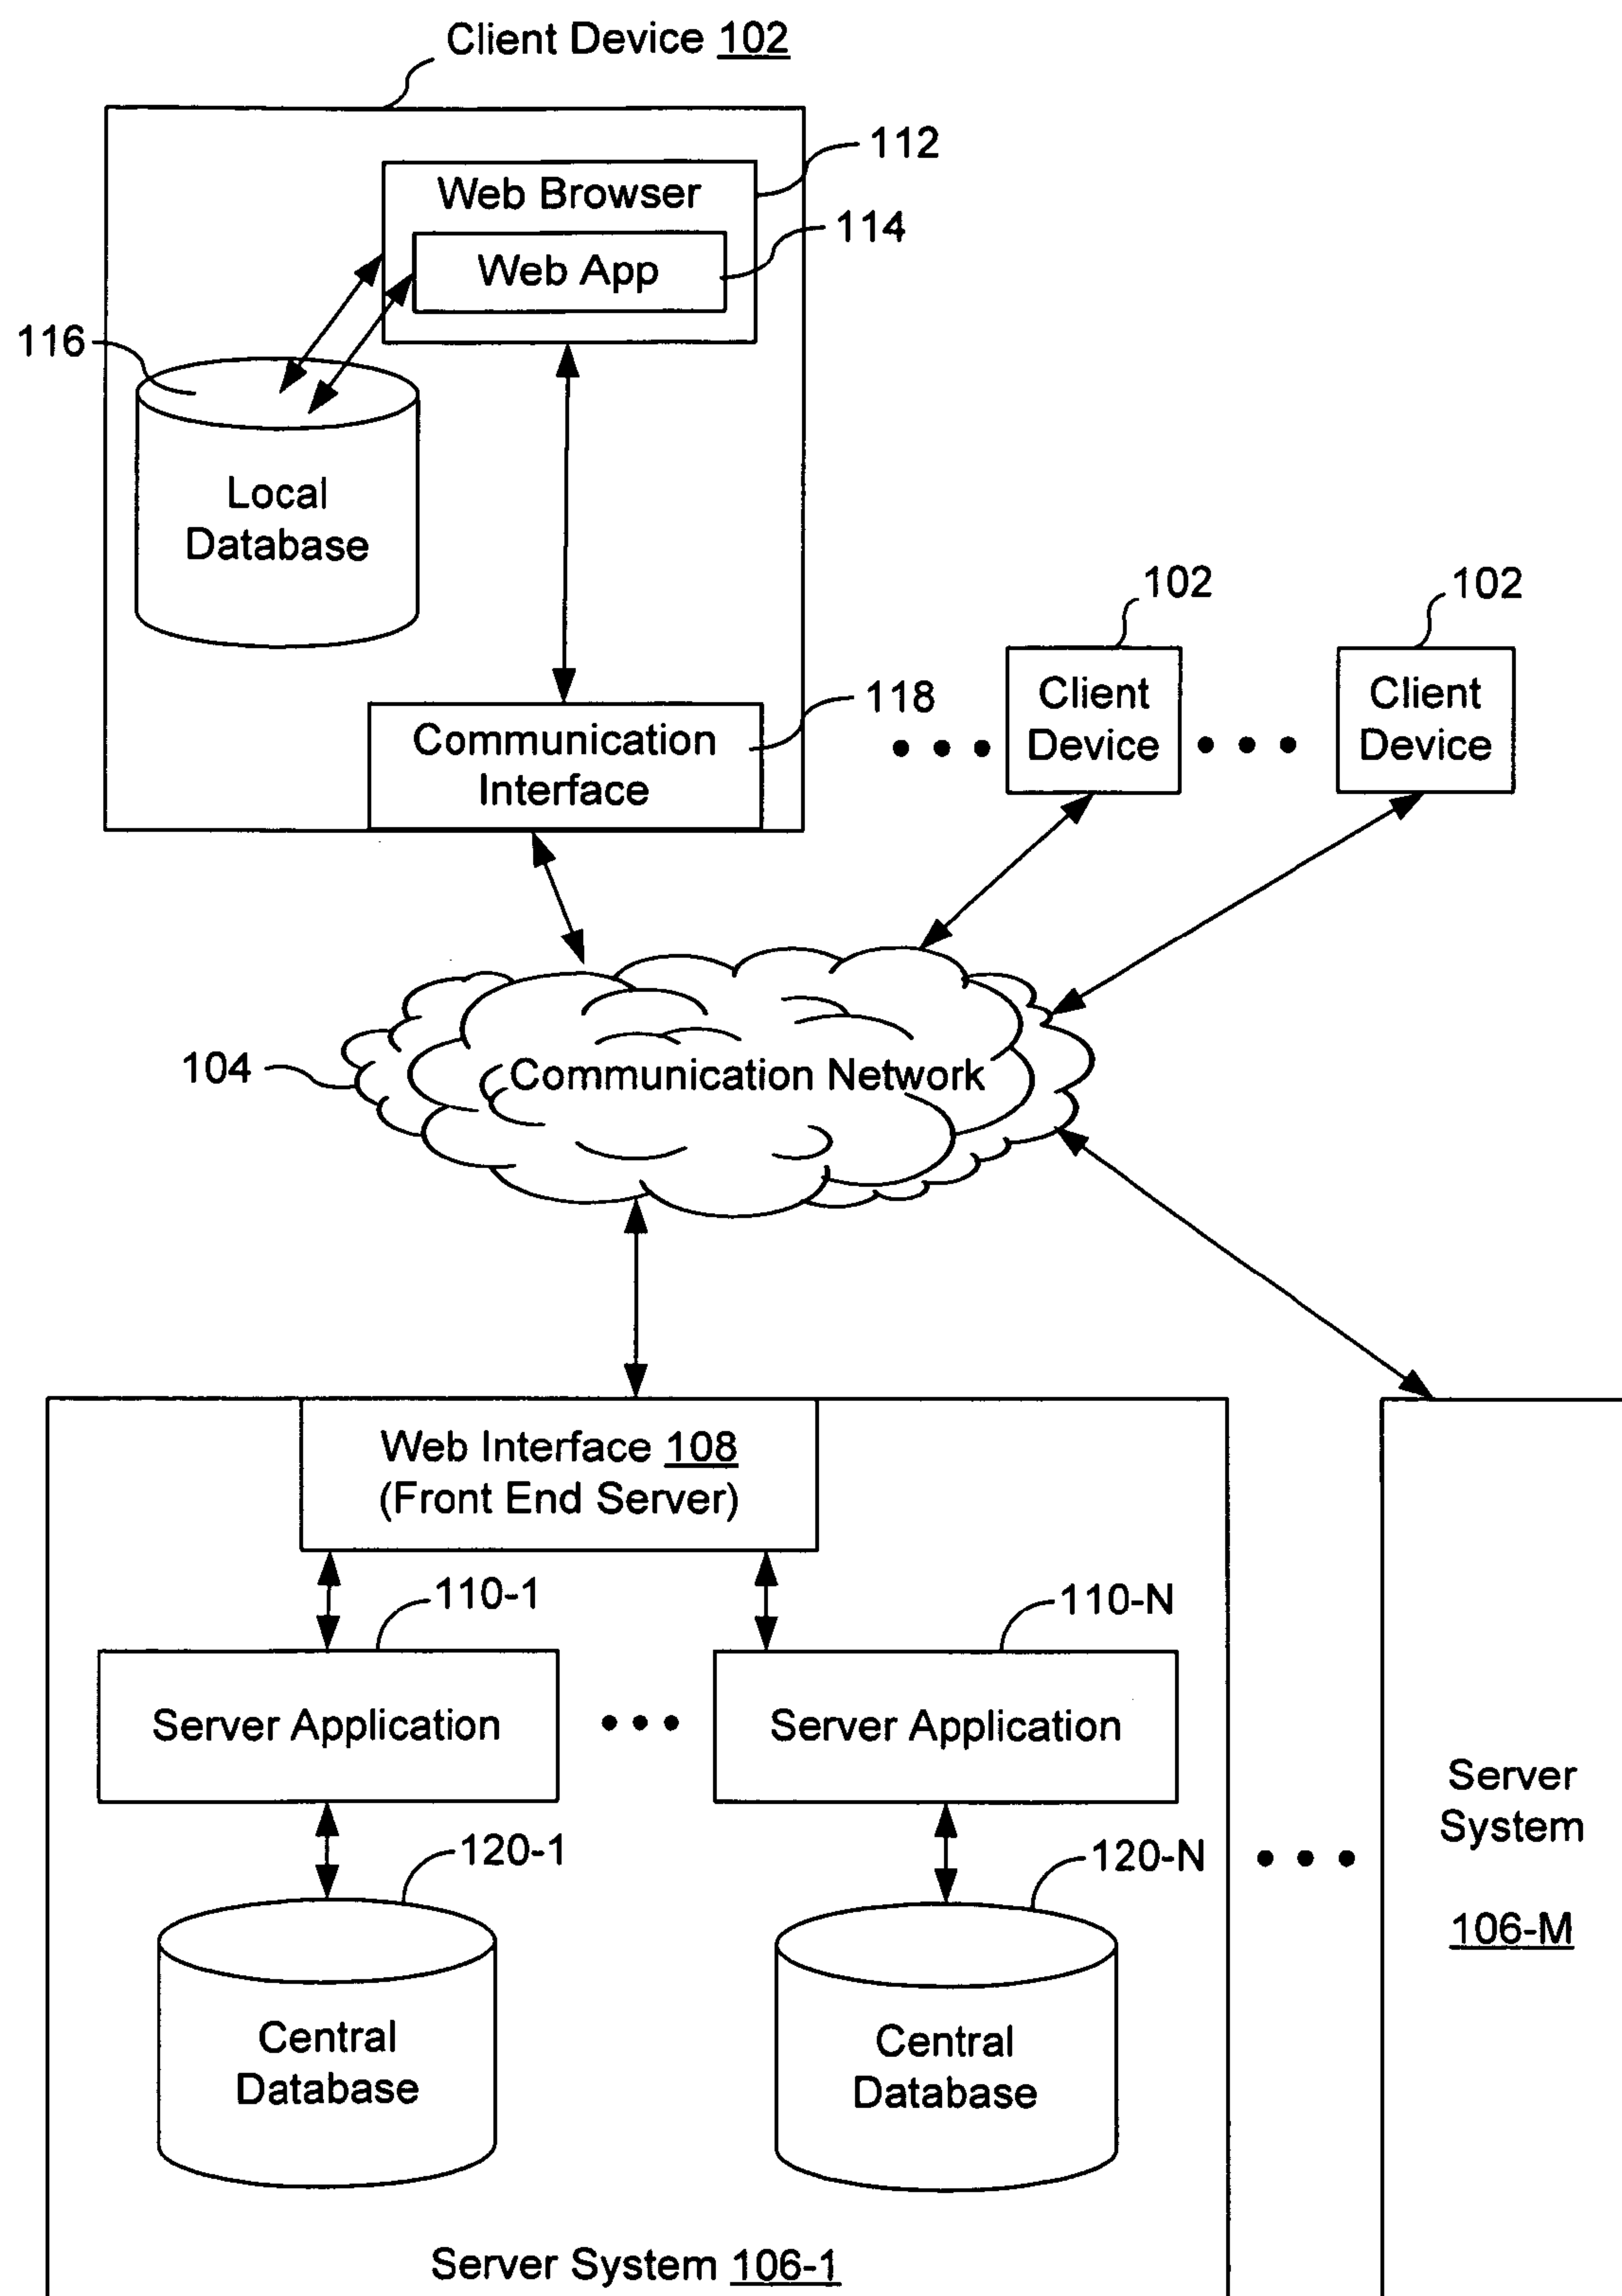 Client Device 102
112
Web Browser
114
Web App
116
Local
Database
102
102
Client
Device
Client
Device
118
Communication
Interface
104
Communication Network
Web Interface 108
(Front End Server)
110-1
110-N
Server Application
Server Application
Server
System
106-M
120-1
120-N
Central
Database
Central
Database
Server System 106-1